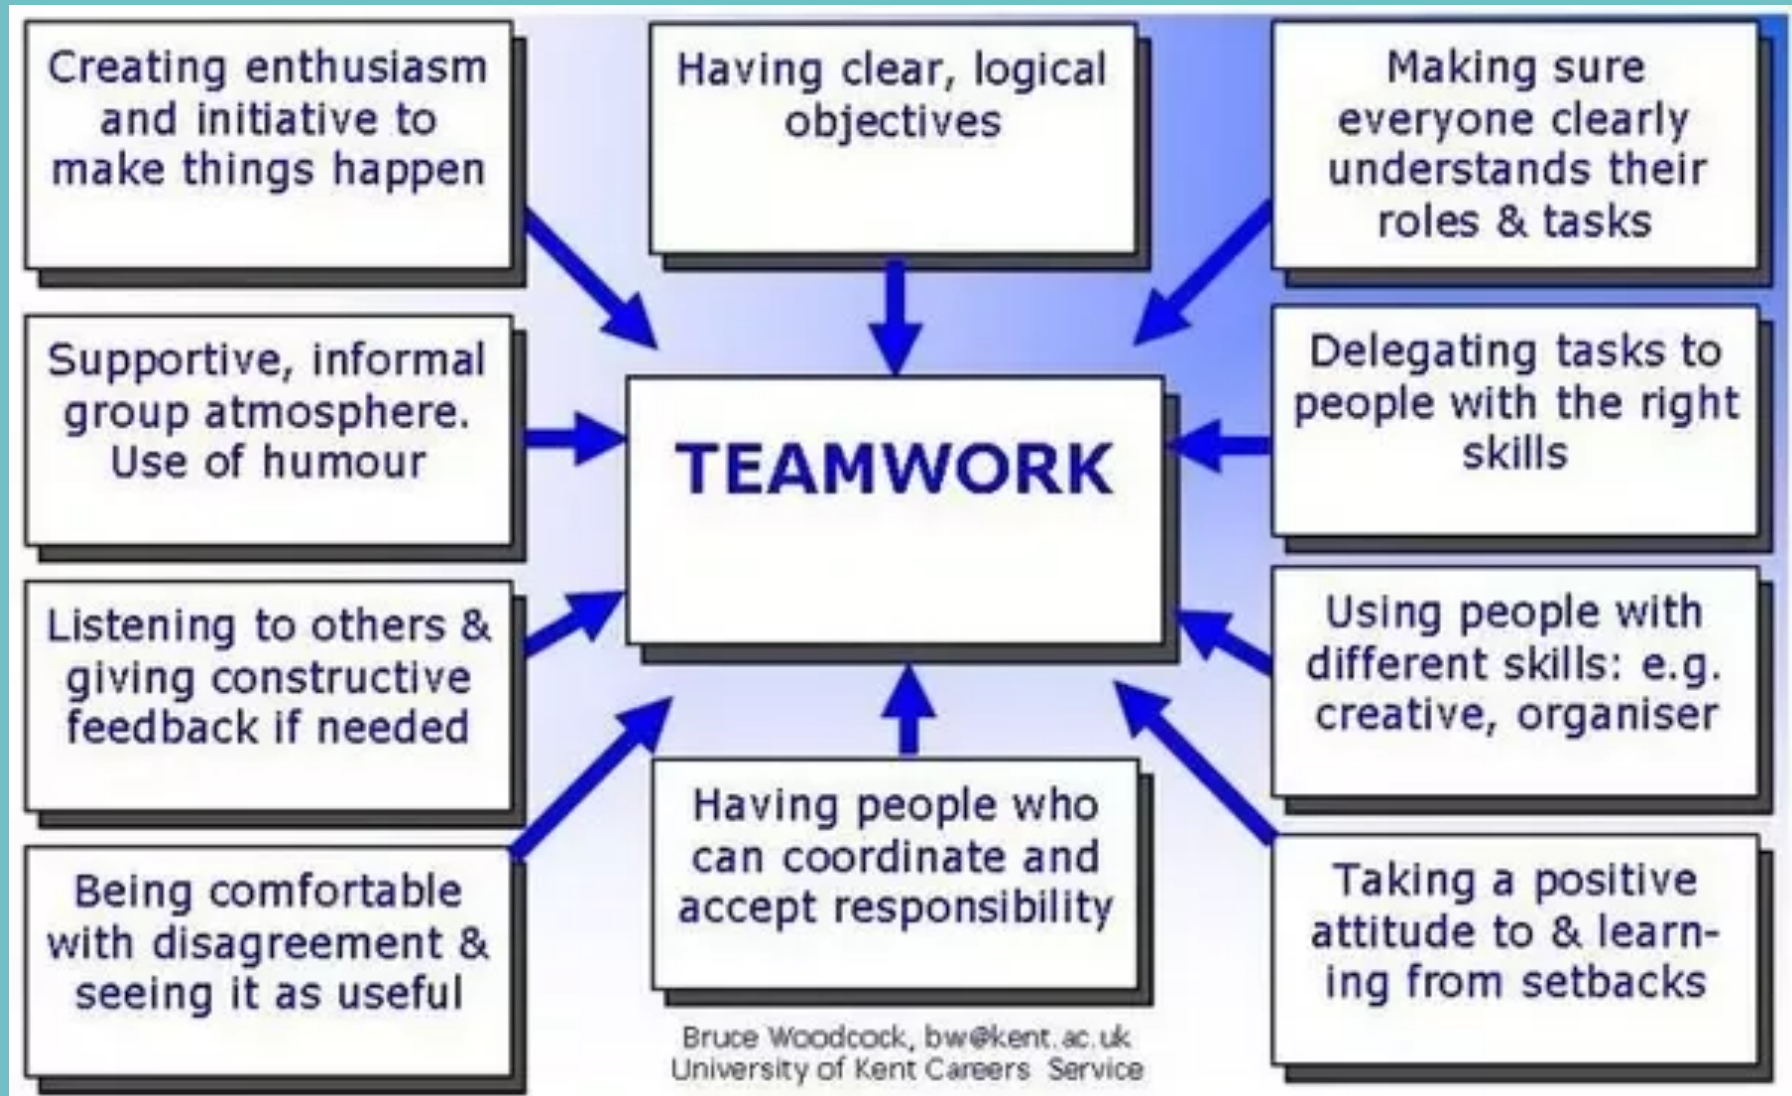 Creating enthusiasm
and initiative to
make things happen
Having clear, logical
objectives
Making sure
everyone clearly
understands their
roles & tasks
Supportive, informal
group atmosphere.
Use of humour
TEAMWORK
Delegating tasks to
people with the right
skills
Listening to others &
giving constructive
feedback if needed
Using people with
different skills: e.g.
creative, organiser
Being comfortable
with disagreement &
seeing it as useful
Having people who
can coordinate and
accept responsibility
Taking a positive
attitude to & learn-
ing from setbacks
Bruce Woodcock, bw@kent.ac.uk
University of Kent Careers Service